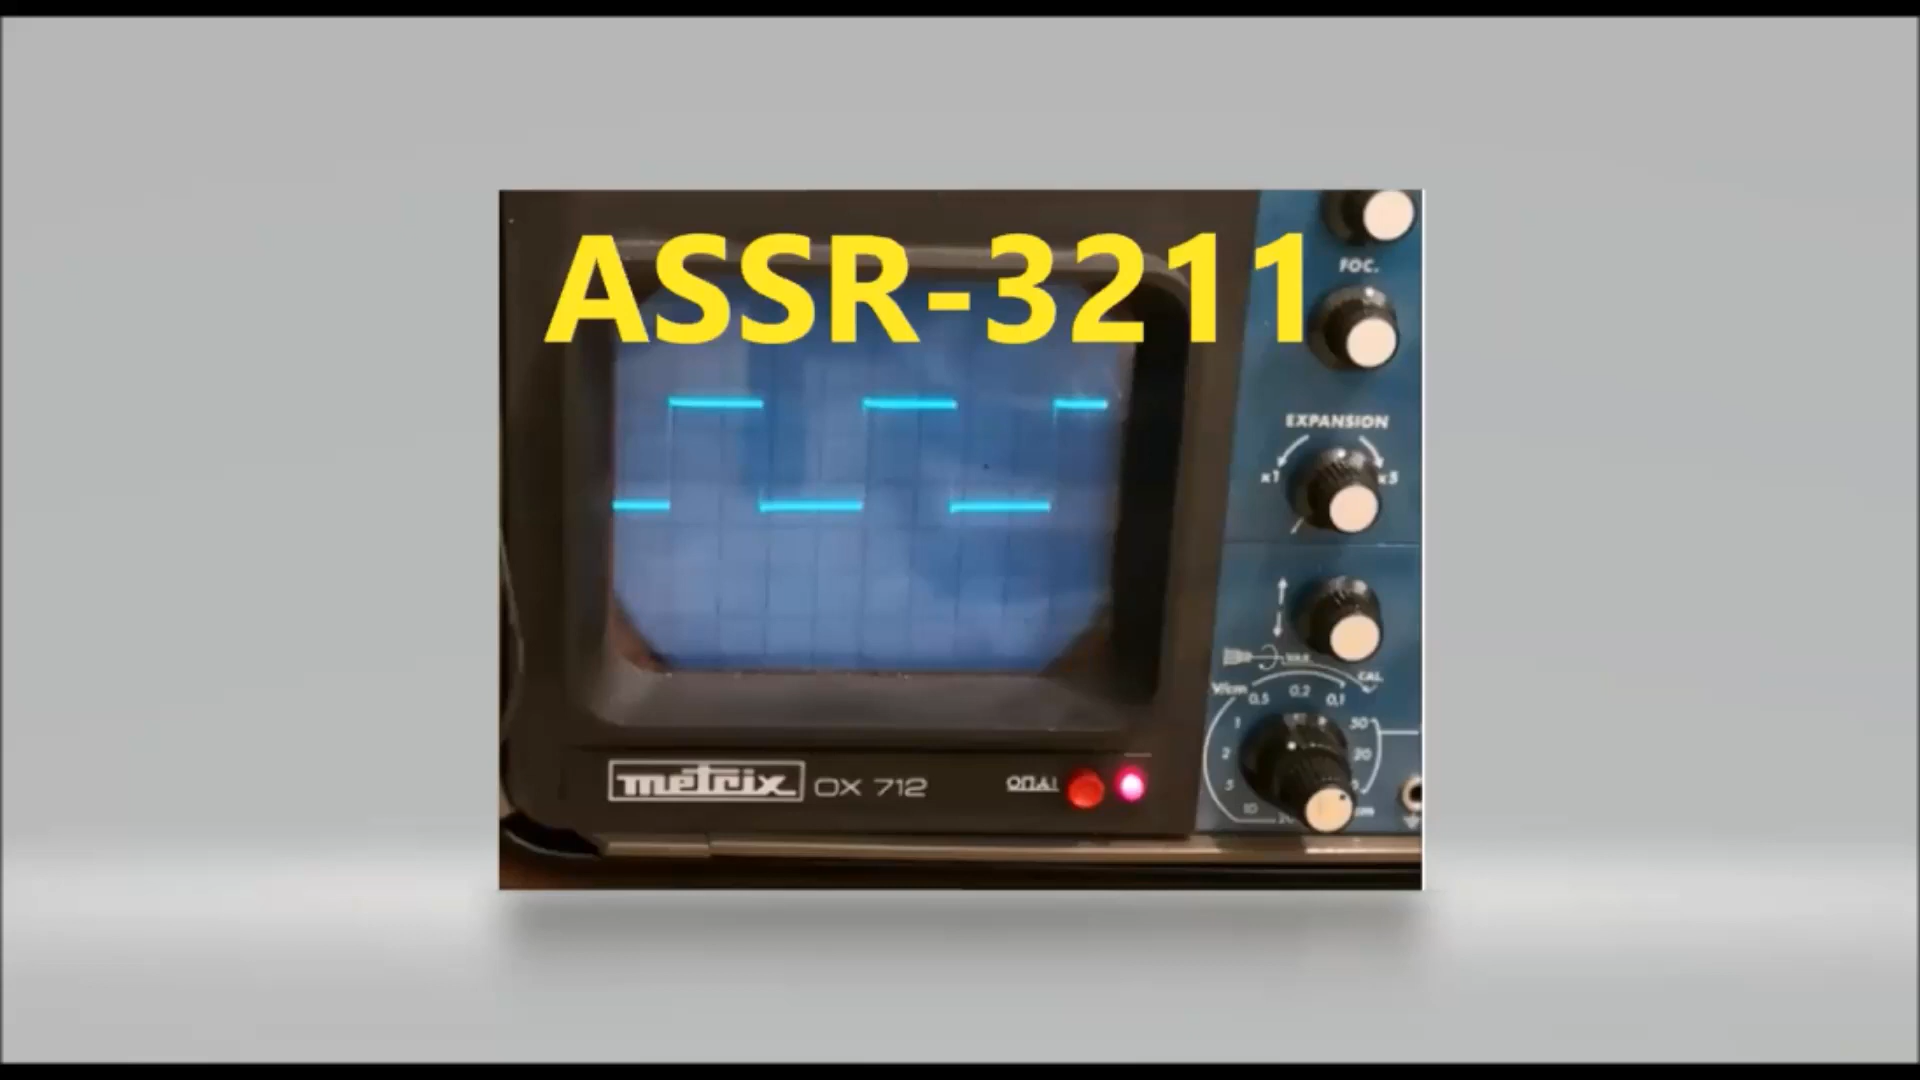 ASSR-3211
FOC.
EXPANSION
x1 x5
VAR.
CAL.
V/cm 0,5 0,2 0,1
1 50
2 20
5
10
metrix OX 712